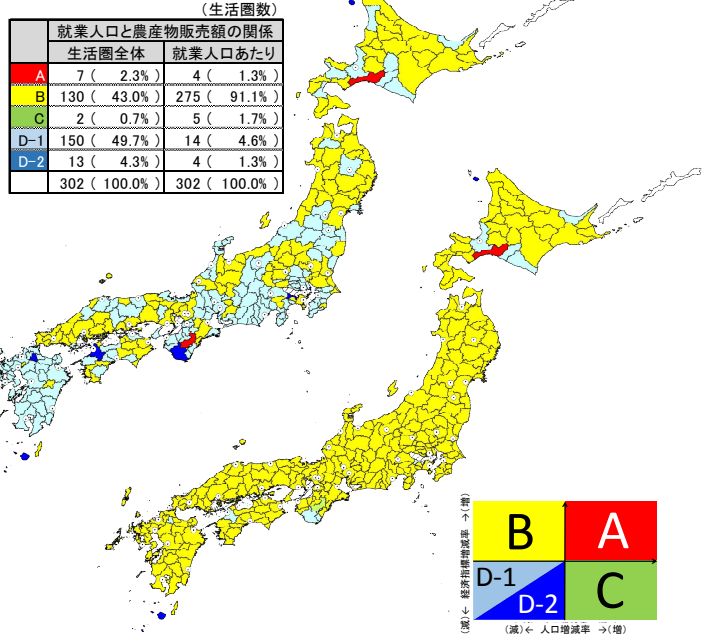 （生活圏数）
就業人口と農産物販売額の関係
生活圏全体 就業人口あたり
A 7 ( 2.3% ) 4 ( 1.3% )
B 130 ( 43.0% ) 275 ( 91.1% )
C 2 ( 0.7% ) 5 ( 1.7% )
D-1 150 ( 49.7% ) 14 ( 4.6% )
D-2 13 ( 4.3% ) 4 ( 1.3% )
302 ( 100.0% ) 302 ( 100.0% )
(減)← 経済指標増減率 →(増)
B A
D-1 C
D-2
(減)← 人口増減率 →(増)